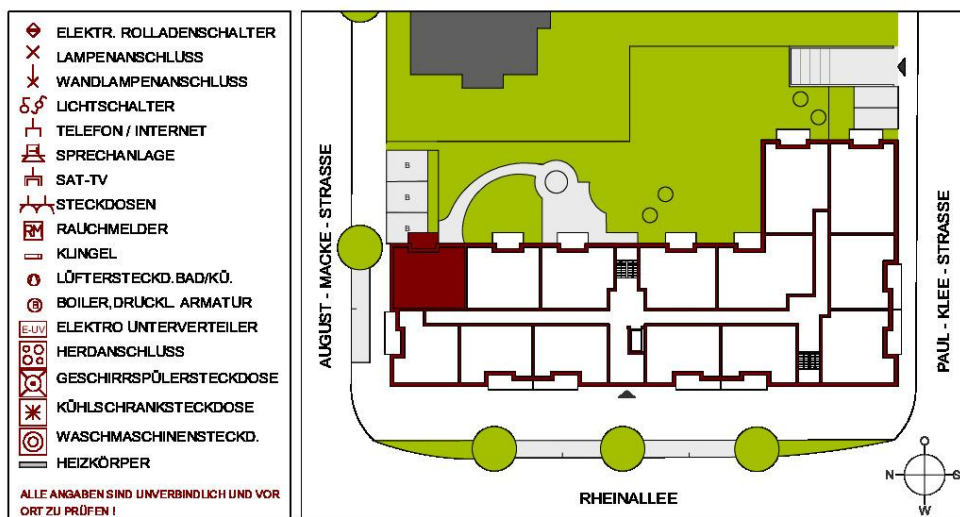 ELEKTR. ROLLADENSCHALTER
LAMPENANSCHLUSS
WANDLAMPENANSCHLUSS
LICHTSCHALTER
TELEFON / INTERNET
SPRECHANLAGE
SAT-TV
STECKDOSEN
RM RAUCHMELDER
KLINGEL
LÜFTERSTECKD. BAD/KÜ.
B BOILER, DRUCKL. ARMATUR
E-UV ELEKTRO UNTERVERTEILER
HERDANSCHLUSS
GESCHIRRSPÜLERSTECKDOSE
KÜHLSCHRANKSTECKDOSE
WASCHMASCHINENSTECKD.
HEIZKÖRPER
ALLE ANGABEN SIND UNVERBINDLICH UND VOR
ORT ZU PRÜFEN !
AUGUST - MACKE - STRASSE
B
B
B
PAUL - KLEE - STRASSE
RHEINALLEE
O
N
S
W